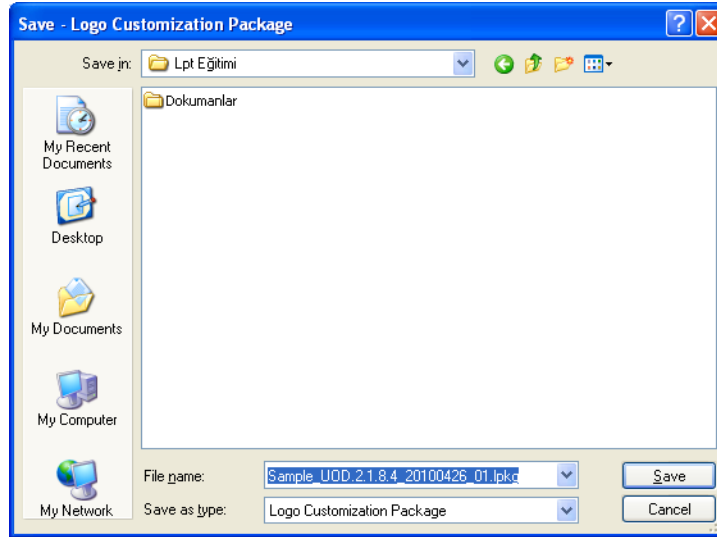 Save - Logo Customization Package
Save in: Lpt Eğitimi
Dokumanlar
My Recent
Documents
Desktop
My Documents
My Computer
My Network
File name: Sample_UOD.2.1.8.4_20100426_01.lpkg
Save
Save as type: Logo Customization Package
Cancel